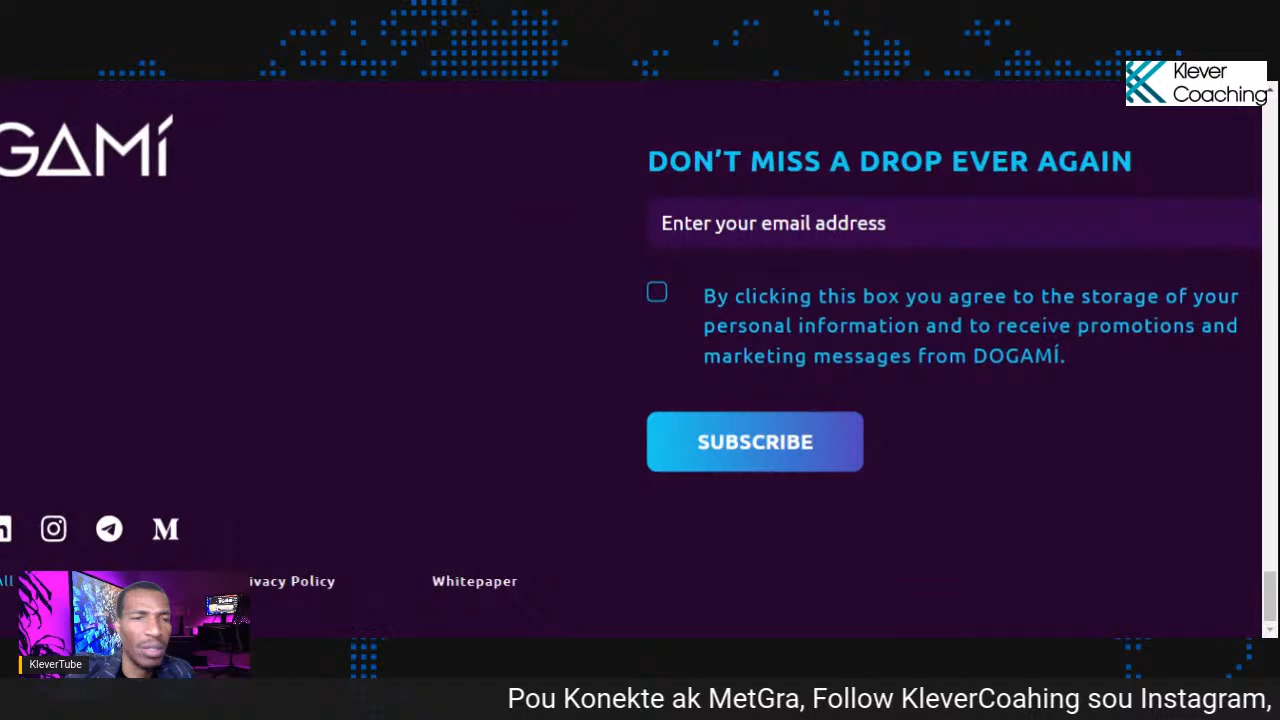 Klever
Coaching
GAMÍ
DON'T MISS A DROP EVER AGAIN
Enter your email address
By clicking this box you agree to the storage of your
personal information and to receive promotions and
marketing messages from DOGAMÍ.
SUBSCRIBE
All
ivacy Policy
Whitepaper
KleverTube
Pou Konekte ak MetGra, Follow KleverCoahing sou Instagram,